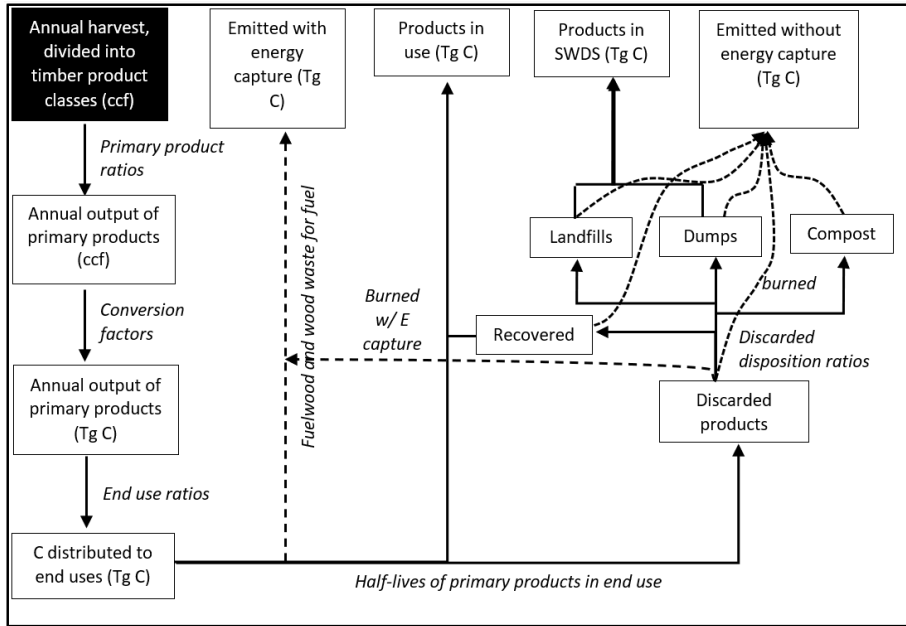 Annual harvest,
divided into
timber product
classes (ccf)
Emitted with
energy
capture (Tg
C)
Products in
use (Tg C)
Products in
SWDS (Tg C)
Emitted without
energy capture
(Tg C)
Primary product
ratios
Annual output of
primary products
(ccf)
Landfills
Dumps
Compost
Conversion
factors
Fuelwood and wood waste for fuel
Burned
w/ E
capture
Recovered
burned
Discarded
disposition ratios
Annual output of
primary products
(Tg C)
Discarded
products
End use ratios
C distributed to
end uses (Tg C)
Half-lives of primary products in end use